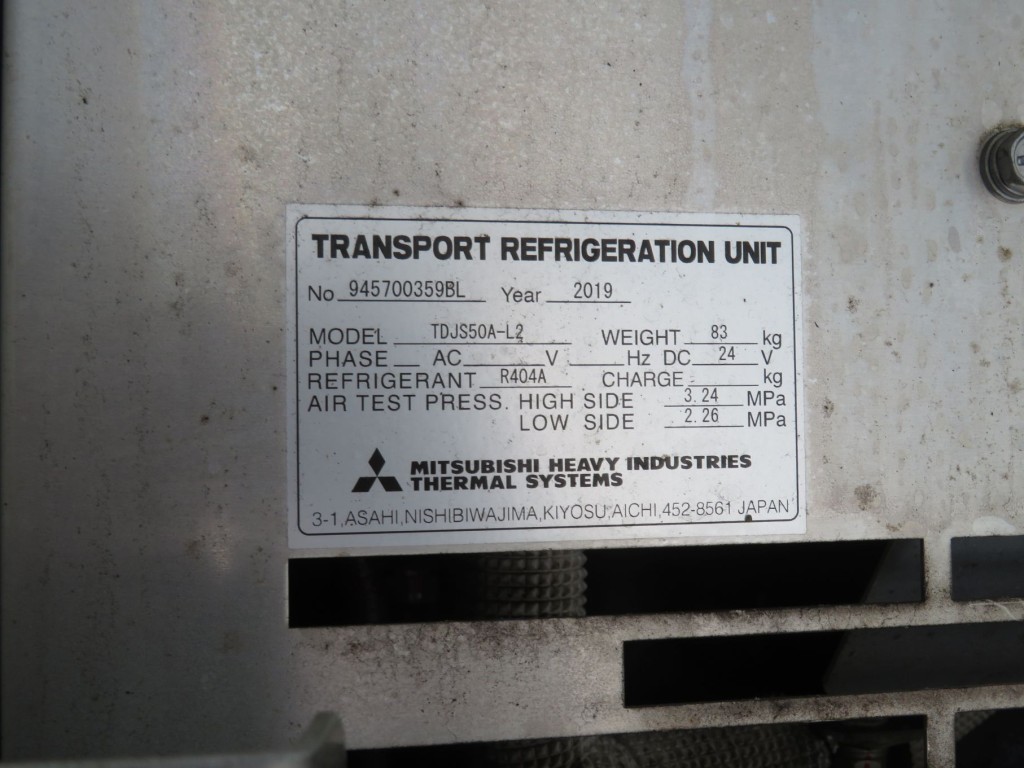 TRANSPORT REFRIGERATION UNIT
No 945700359BL Year 2019
MODEL TDJS50A-L2 WEIGHT 83 kg
PHASE AC V Hz DC 24 V
REFRIGERANT R404A CHARGE kg
AIR TEST PRESS. HIGH SIDE 3.24 MPa
LOW SIDE 2.26 MPa
MITSUBISHI HEAVY INDUSTRIES
THERMAL SYSTEMS
3-1,ASAHI,NISHIBIWAJIMA,KIYOSU,AICHI,452-8561 JAPAN